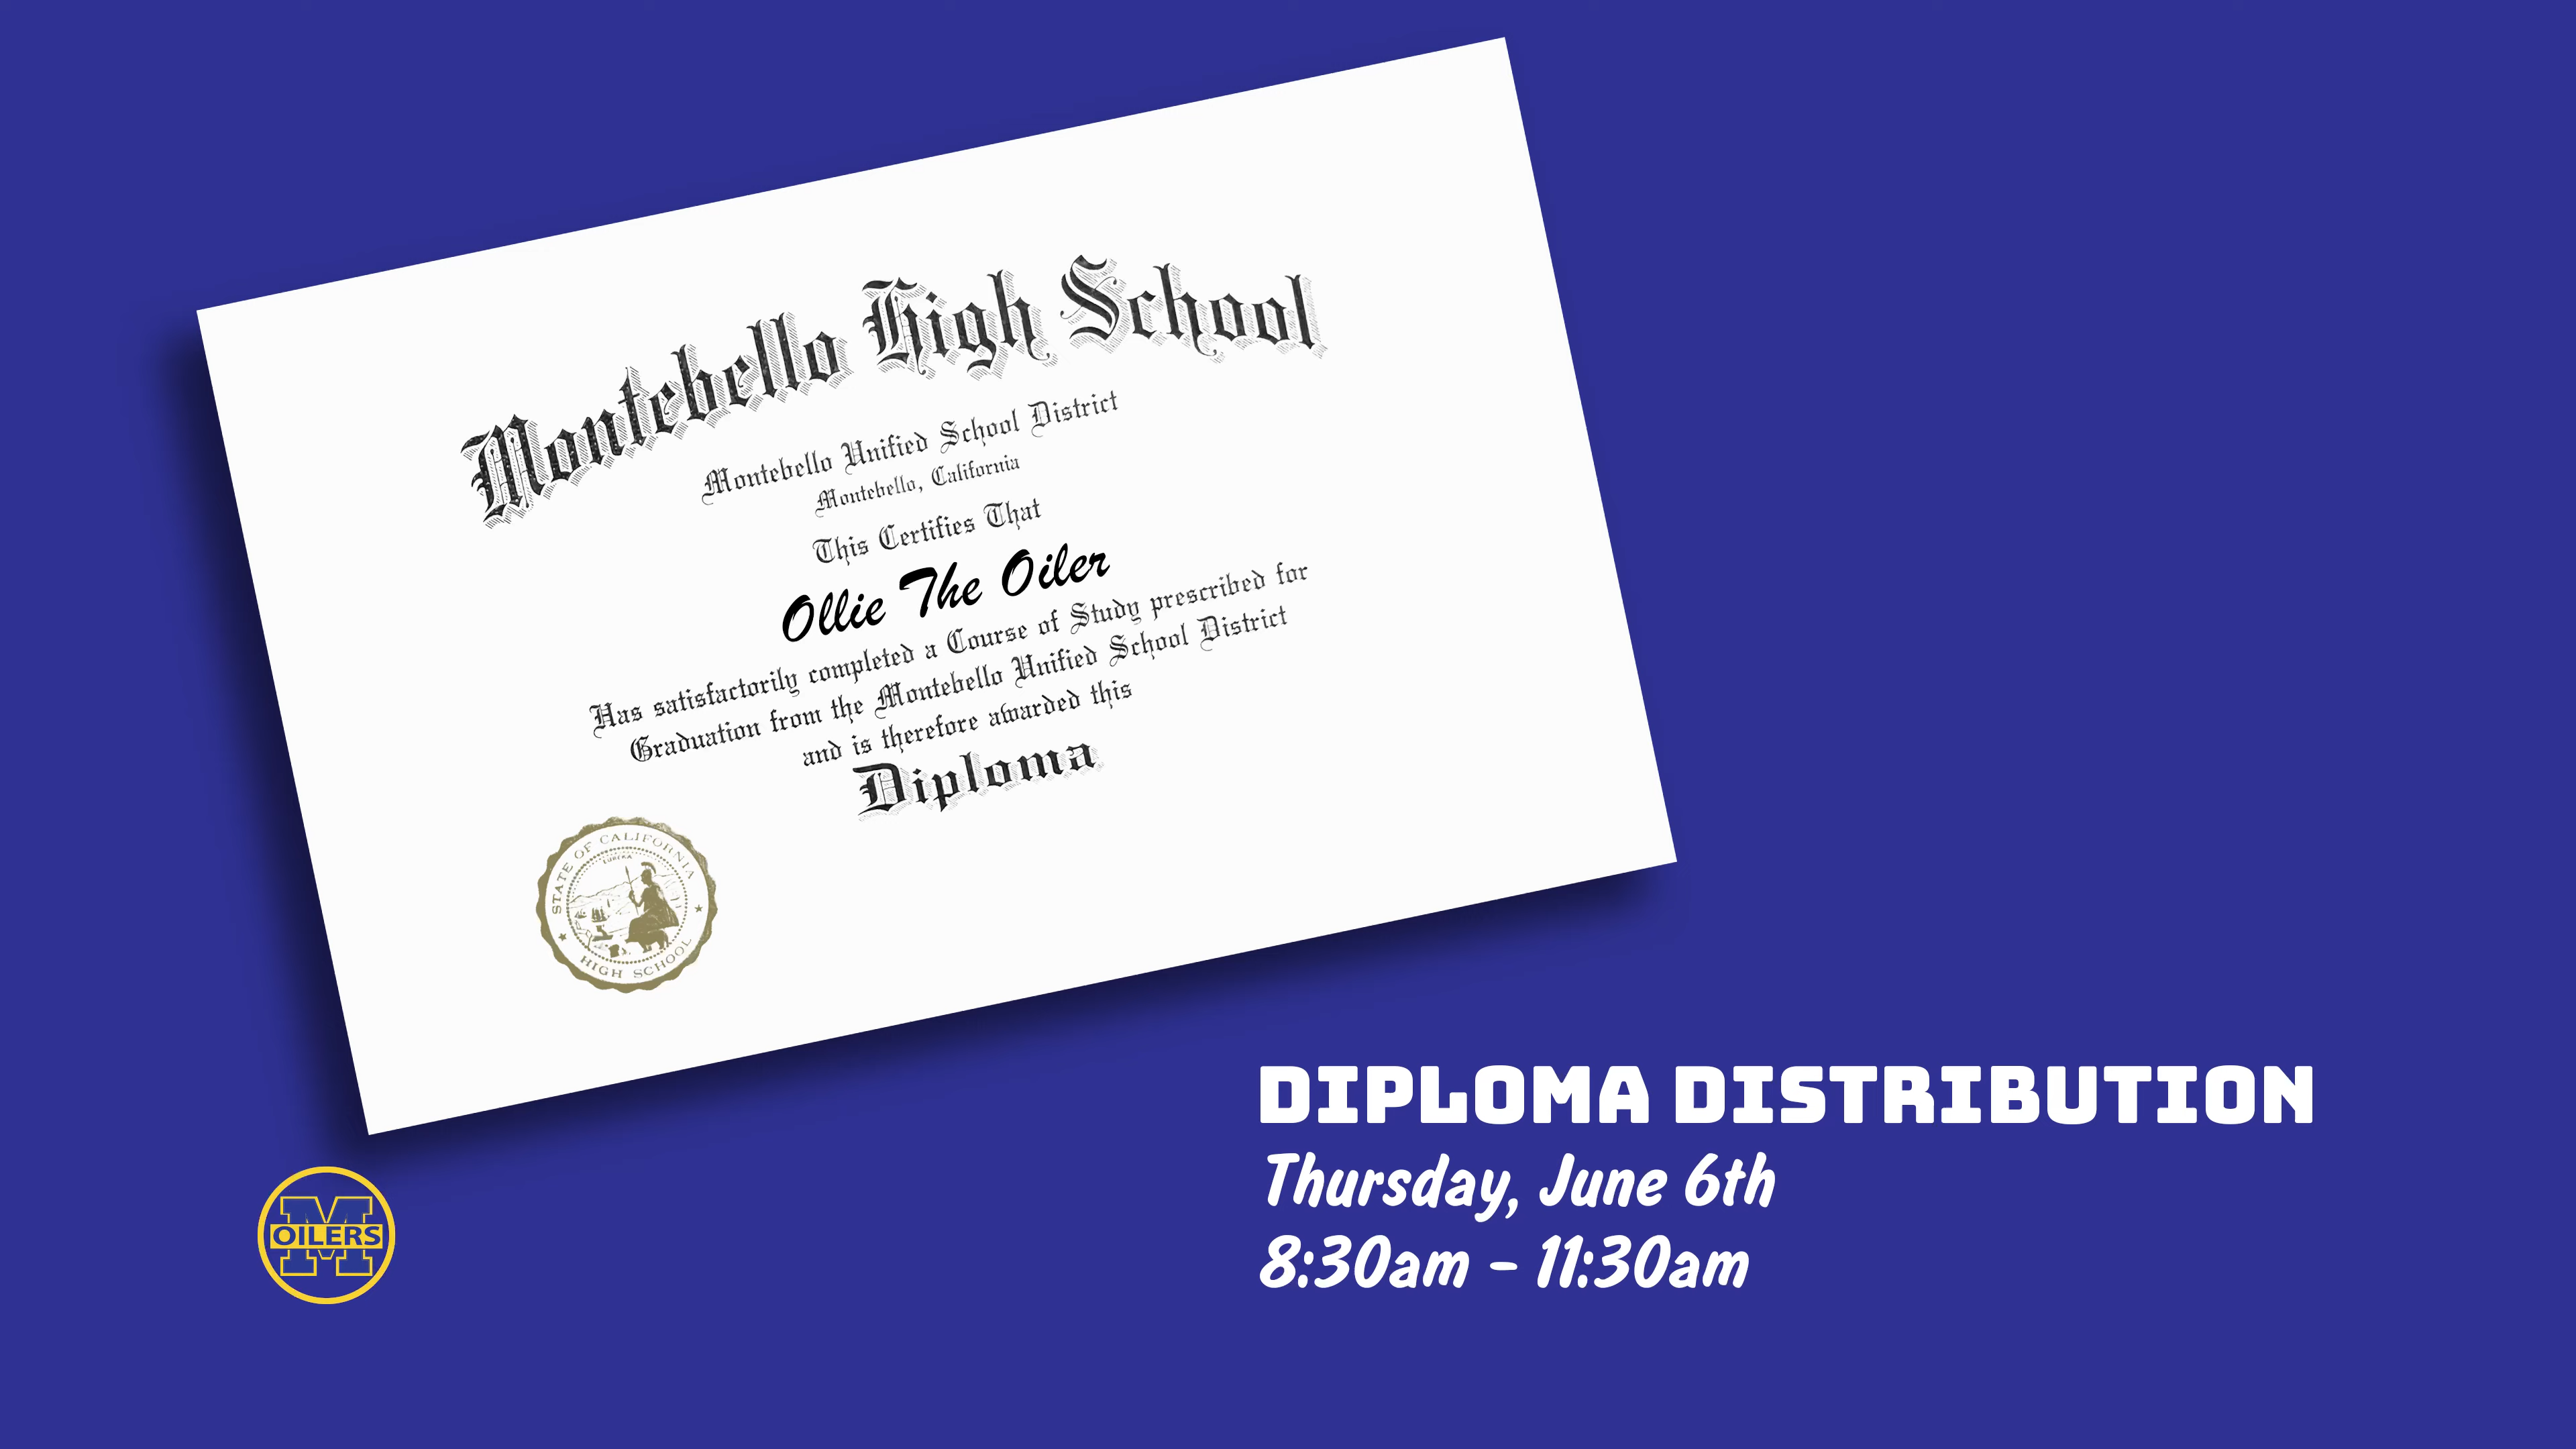 Montebello High School
Montebello Unified School District
Montebello, California
This Certifies That
Ollie The Oiler
Has satisfactorily completed a Course of Study prescribed for
Graduation from the Montebello Unified School District
and is therefore awarded this
Diploma
STATE OF CALIFORNIA
EUREKA
HIGH SCHOOL
DIPLOMA DISTRIBUTION
Thursday, June 6th
8:30am - 11:30am
M
OILERS